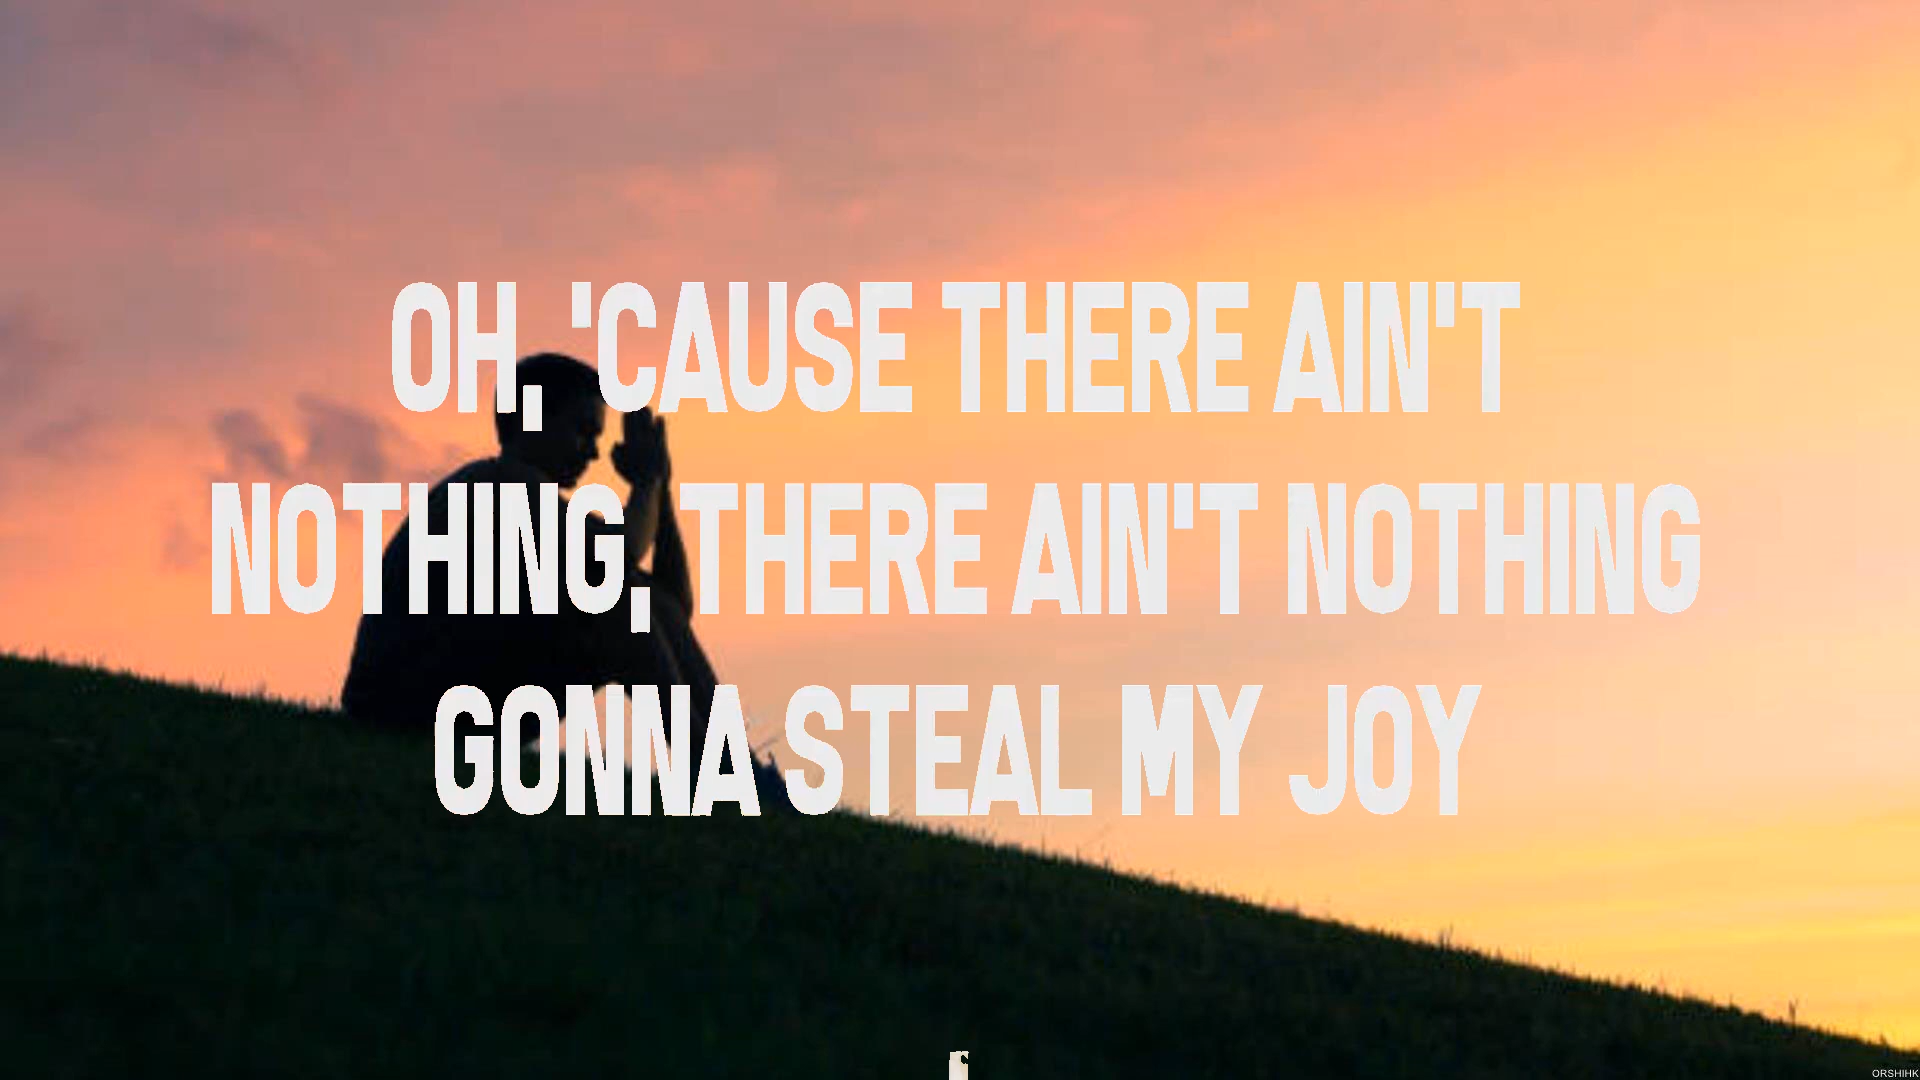 OH, 'CAUSE THERE AIN'T
NOTHING, THERE AIN'T NOTHING
GONNA STEAL MY JOY
ORSHIHK